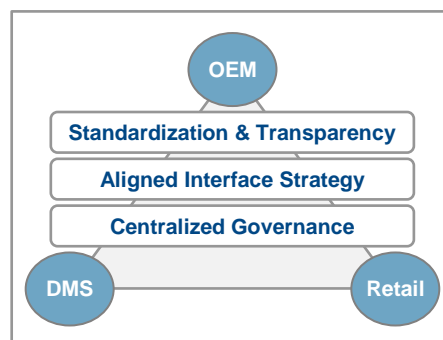 OEM
Standardization & Transparency
Aligned Interface Strategy
Centralized Governance
DMS
Retail